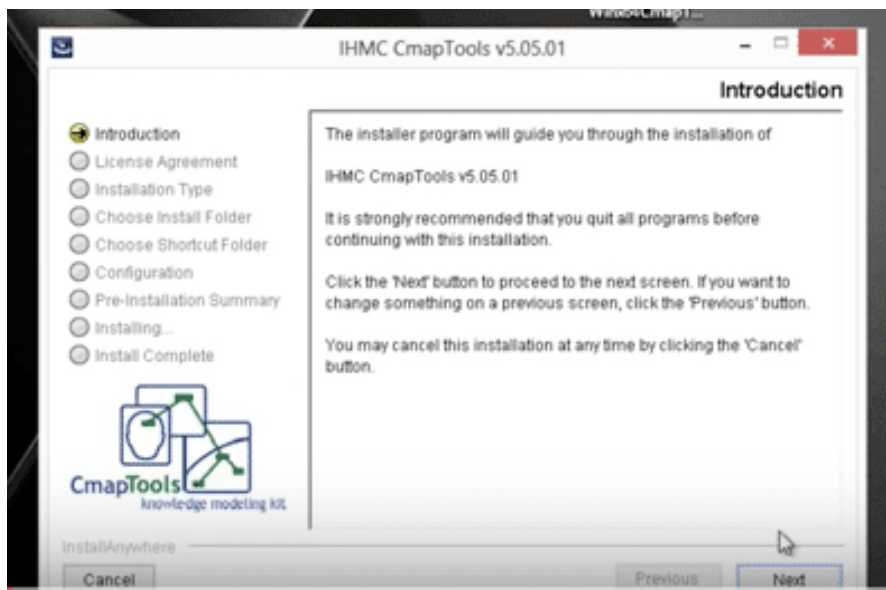 IHMC CmapTools v5.05.01
Introduction
Introduction
License Agreement
Installation Type
Choose Install Folder
Choose Shortcut Folder
Configuration
Pre-Installation Summary
Installing...
Install Complete
CmapTools
knowledge modeling kit
The installer program will guide you through the installation of
IHMC CmapTools v5.05.01
It is strongly recommended that you quit all programs before
continuing with this installation.
Click the 'Next' button to proceed to the next screen. If you want to
change something on a previous screen, click the 'Previous' button.
You may cancel this installation at any time by clicking the 'Cancel'
button.
InstallAnywhere
Cancel
Previous
Next